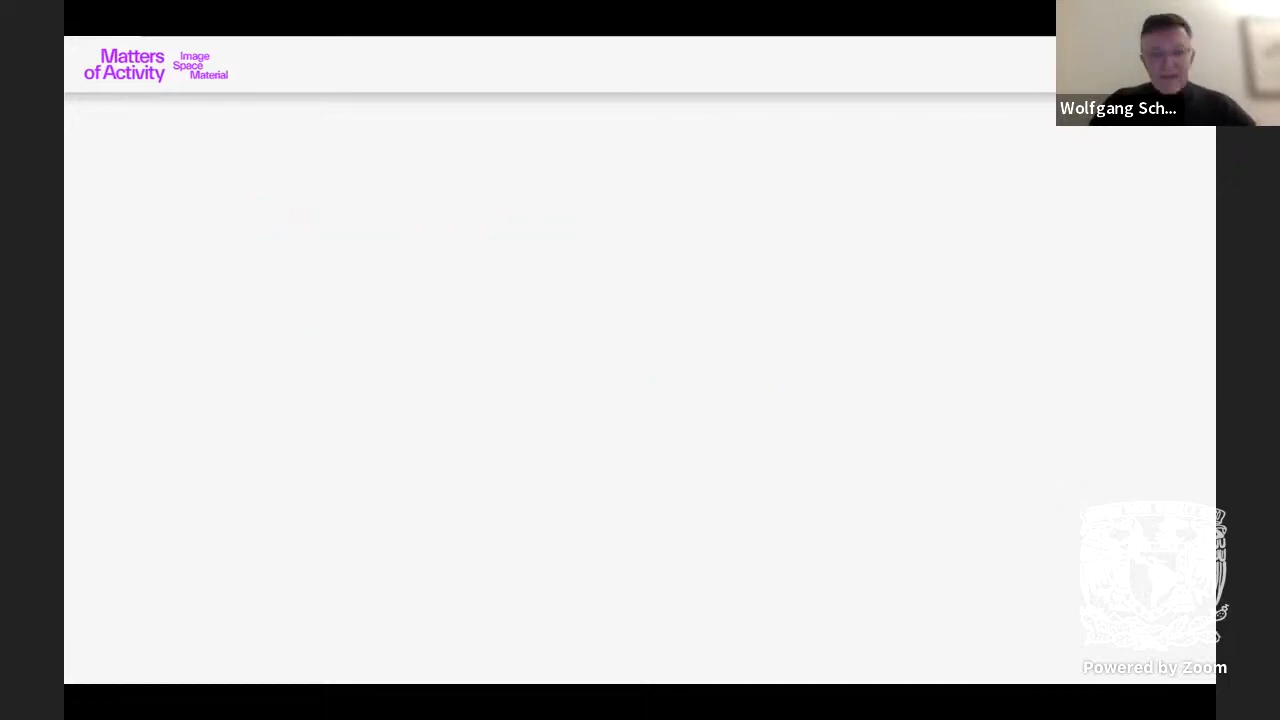 Matters
of Activity
Image
Space
Material
Wolfgang Sch...
Powered by Zoom